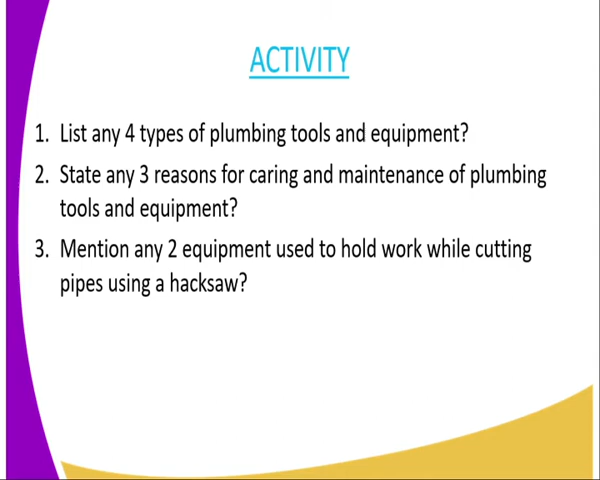 ACTIVITY
1. List any 4 types of plumbing tools and equipment?
2. State any 3 reasons for caring and maintenance of plumbing
tools and equipment?
3. Mention any 2 equipment used to hold work while cutting
pipes using a hacksaw?